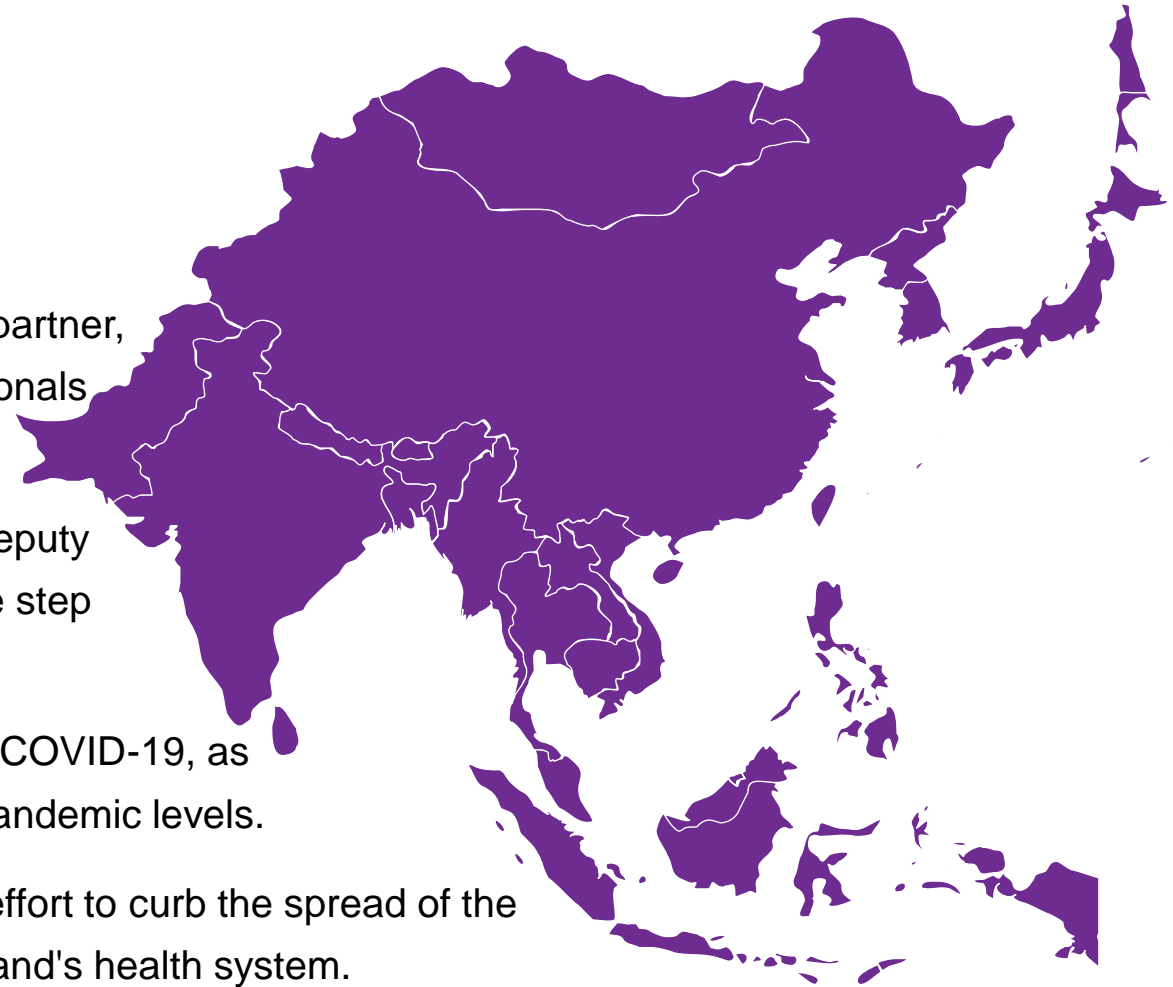 partner,
onals
eputy
e step
COVID-19, as
andemic levels.
effort to curb the spread of the
and's health system.